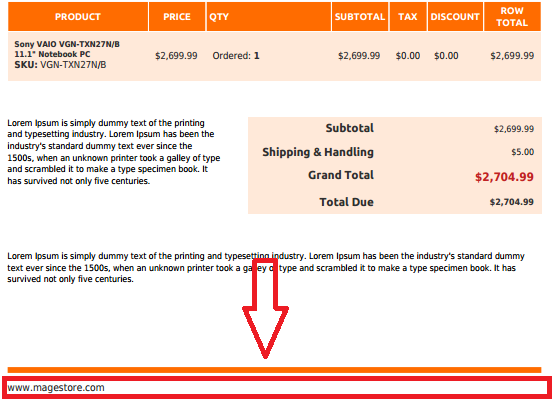 PRODUCT PRICE QTY SUBTOTAL TAX DISCOUNT ROW TOTAL
Sony VAIO VGN-TXN27N/B
11.1" Notebook PC
SKU: VGN-TXN27N/B
$2,699.99 Ordered: 1 $2,699.99 $0.00 $0.00 $2,699.99
Lorem Ipsum is simply dummy text of the printing
and typesetting industry. Lorem Ipsum has been the
industry's standard dummy text ever since the
1500s, when an unknown printer took a galley of type
and scrambled it to make a type specimen book. It
has survived not only five centuries.
Subtotal $2,699.99
Shipping & Handling $5.00
Grand Total $2,704.99
Total Due $2,704.99
Lorem Ipsum is simply dummy text of the printing and typesetting industry. Lorem Ipsum has been the industry's standard dummy
text ever since the 1500s, when an unknown printer took a galley of type and scrambled it to make a type specimen book. It has
survived not only five centuries.
www.magestore.com